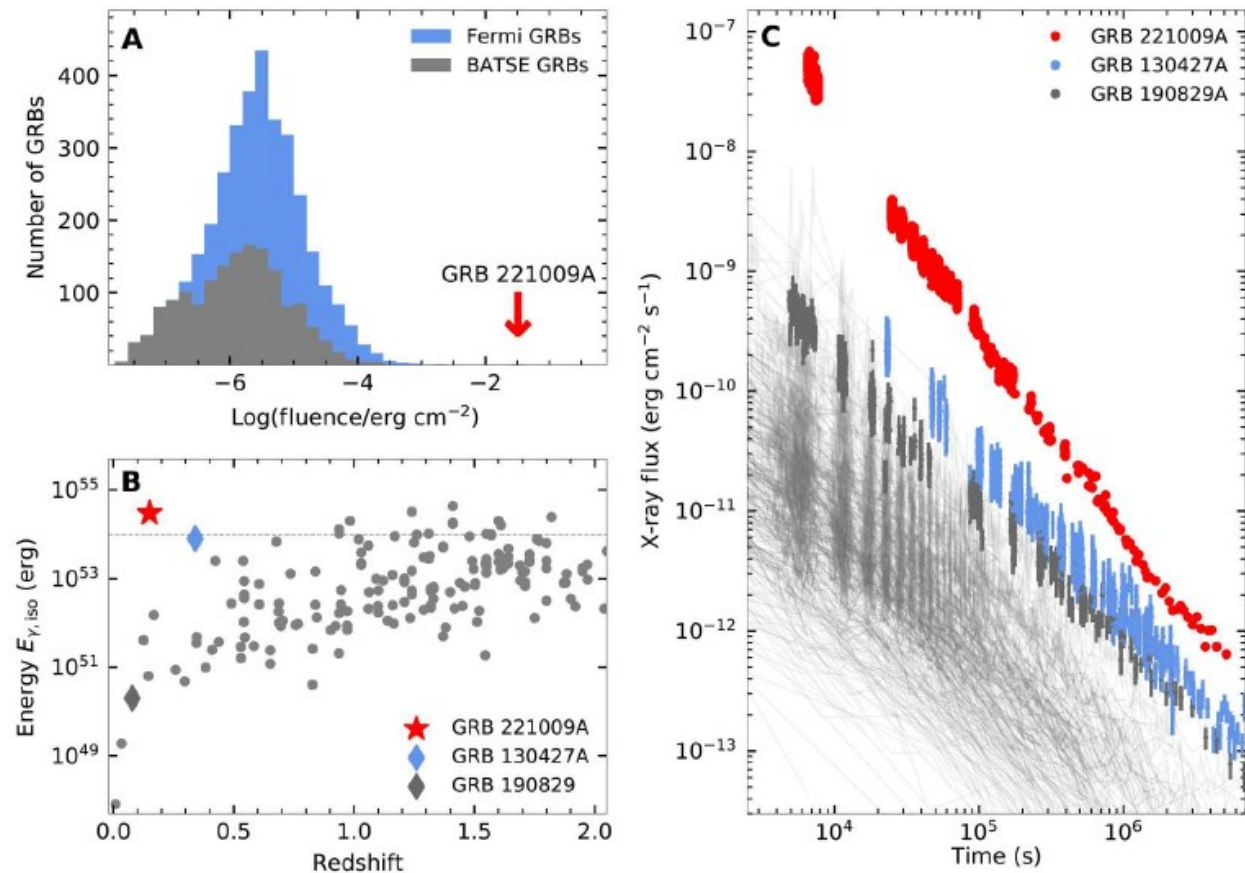 A
Fermi GRBs
BATSE GRBs
Number of GRBs
400
300
200
100
GRB 221009A
−6
−4
−2
Log(fluence/erg cm⁻²)
B
Energy E_γ,iso (erg)
10⁵⁵
10⁵³
10⁵¹
10⁴⁹
GRB 221009A
GRB 130427A
GRB 190829
0.0
0.5
1.0
1.5
2.0
Redshift
C
GRB 221009A
GRB 130427A
GRB 190829A
X-ray flux (erg cm⁻² s⁻¹)
10⁻⁷
10⁻⁸
10⁻⁹
10⁻¹⁰
10⁻¹¹
10⁻¹²
10⁻¹³
10⁴
10⁵
10⁶
Time (s)